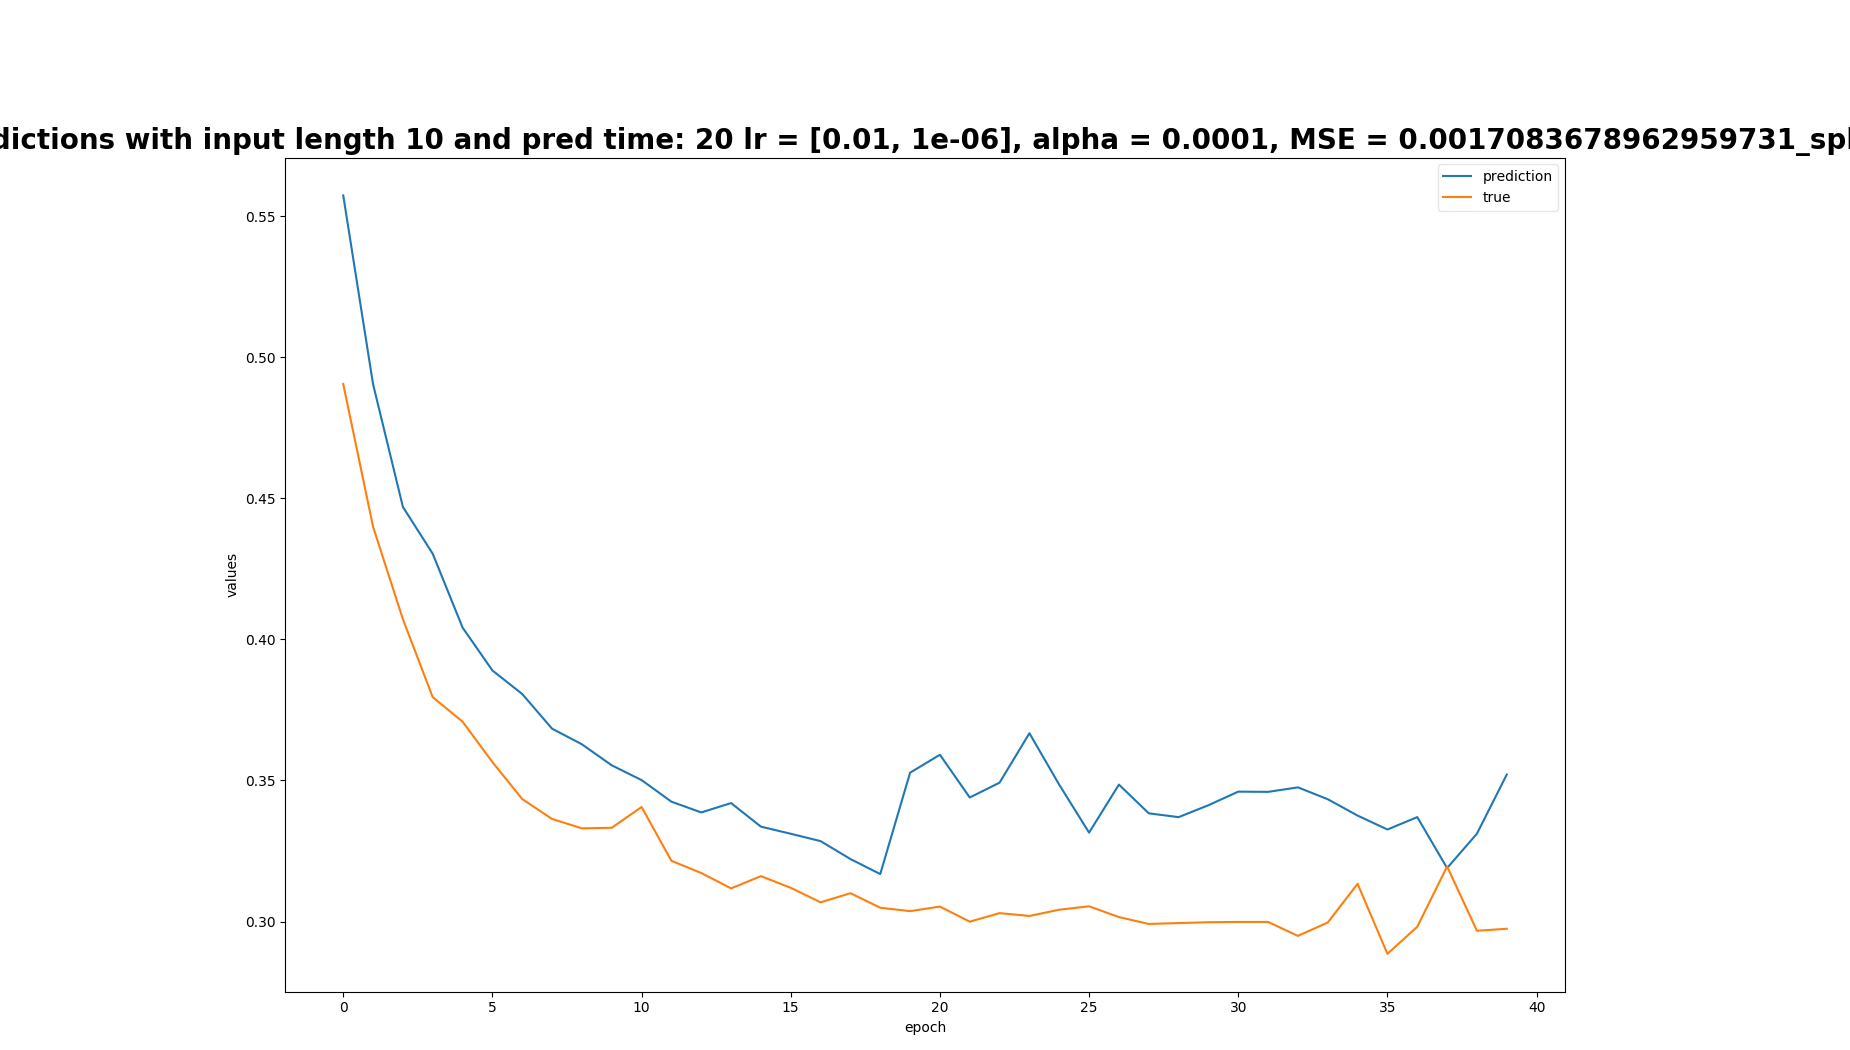 dictions with input length 10 and pred time: 20 lr = [0.01, 1e-06], alpha = 0.0001, MSE = 0.0017083678962959731_spl
prediction
true
0.55
0.50
0.45
0.40
0.35
0.30
values
0 5 10 15 20 25 30 35 40
epoch